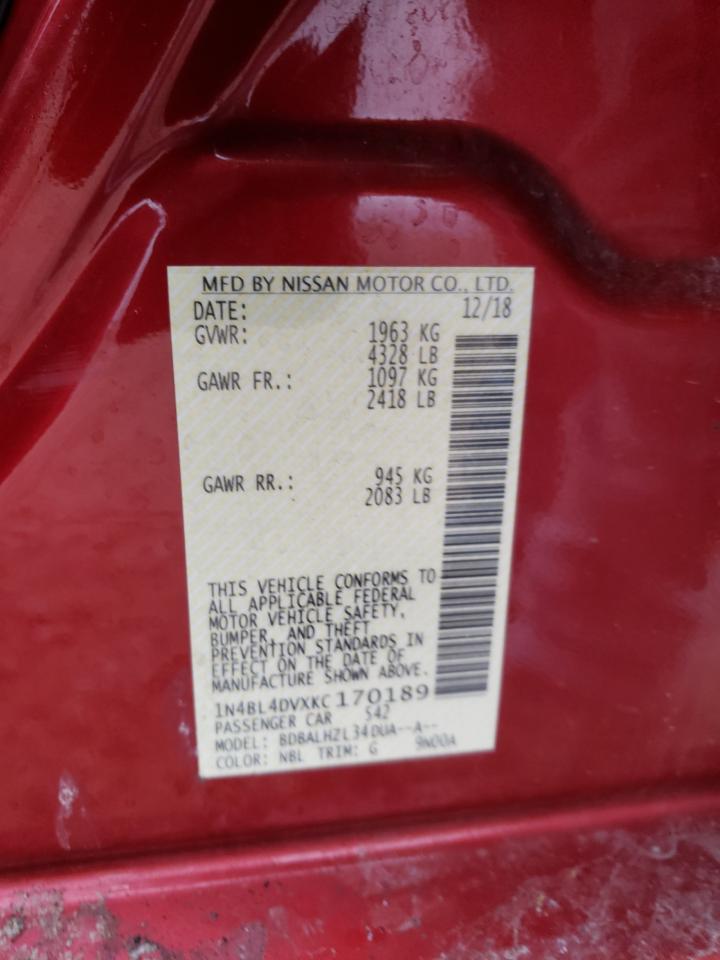 MFD BY NISSAN MOTOR CO., LTD.
DATE: 12/18
GVWR: 1963 KG
4328 LB
GAWR FR.: 1097 KG
2418 LB
GAWR RR.: 945 KG
2083 LB
THIS VEHICLE CONFORMS TO
ALL APPLICABLE FEDERAL
MOTOR VEHICLE SAFETY,
BUMPER, AND THEFT
PREVENTION STANDARDS IN
EFFECT ON THE DATE OF
MANUFACTURE SHOWN ABOVE.
1N4BL4DVXKC170189
PASSENGER CAR 542
MODEL: BDBALHZL34DUA--A--
COLOR: NBL TRIM: G 9N00A